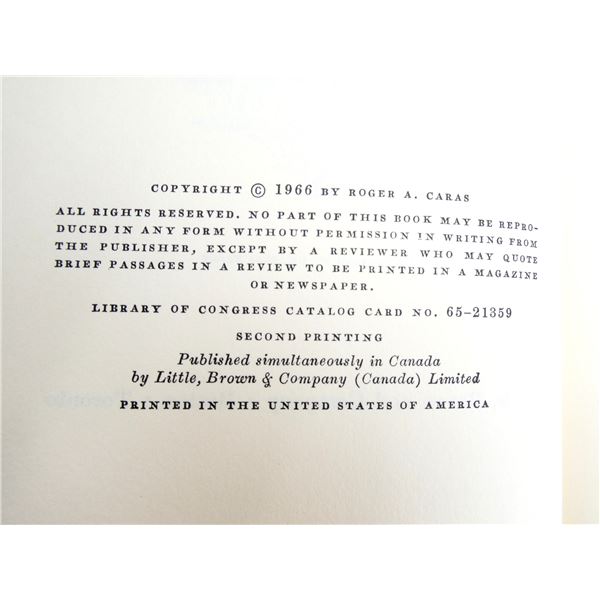 COPYRIGHT © 1966 BY ROGER A. CARAS
ALL RIGHTS RESERVED. NO PART OF THIS BOOK MAY BE REPRO-
DUCED IN ANY FORM WITHOUT PERMISSION IN WRITING FROM
THE PUBLISHER, EXCEPT BY A REVIEWER WHO MAY QUOTE
BRIEF PASSAGES IN A REVIEW TO BE PRINTED IN A MAGAZINE
OR NEWSPAPER.
LIBRARY OF CONGRESS CATALOG CARD NO. 65–21359
SECOND PRINTING
Published simultaneously in Canada
by Little, Brown & Company (Canada) Limited
PRINTED IN THE UNITED STATES OF AMERICA